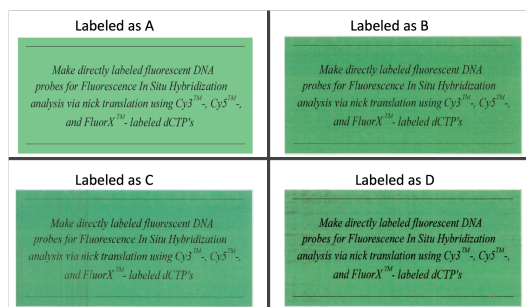 Labeled as A
Make directly labeled fluorescent DNA
probes for Fluorescence In Situ Hybridization
analysis via nick translation using Cy3™-, Cy5™-,
and FluorX™- labeled dCTP's
Labeled as B
Make directly labeled fluorescent DNA
probes for Fluorescence In Situ Hybridization
analysis via nick translation using Cy3™-, Cy5™-,
and FluorX™- labeled dCTP's
Labeled as C
Make directly labeled fluorescent DNA
probes for Fluorescence In Situ Hybridization
analysis via nick translation using Cy3™-, Cy5™-,
and FluorX™- labeled dCTP's
Labeled as D
Make directly labeled fluorescent DNA
probes for Fluorescence In Situ Hybridization
analysis via nick translation using Cy3™-, Cy5™-,
and FluorX™- labeled dCTP's